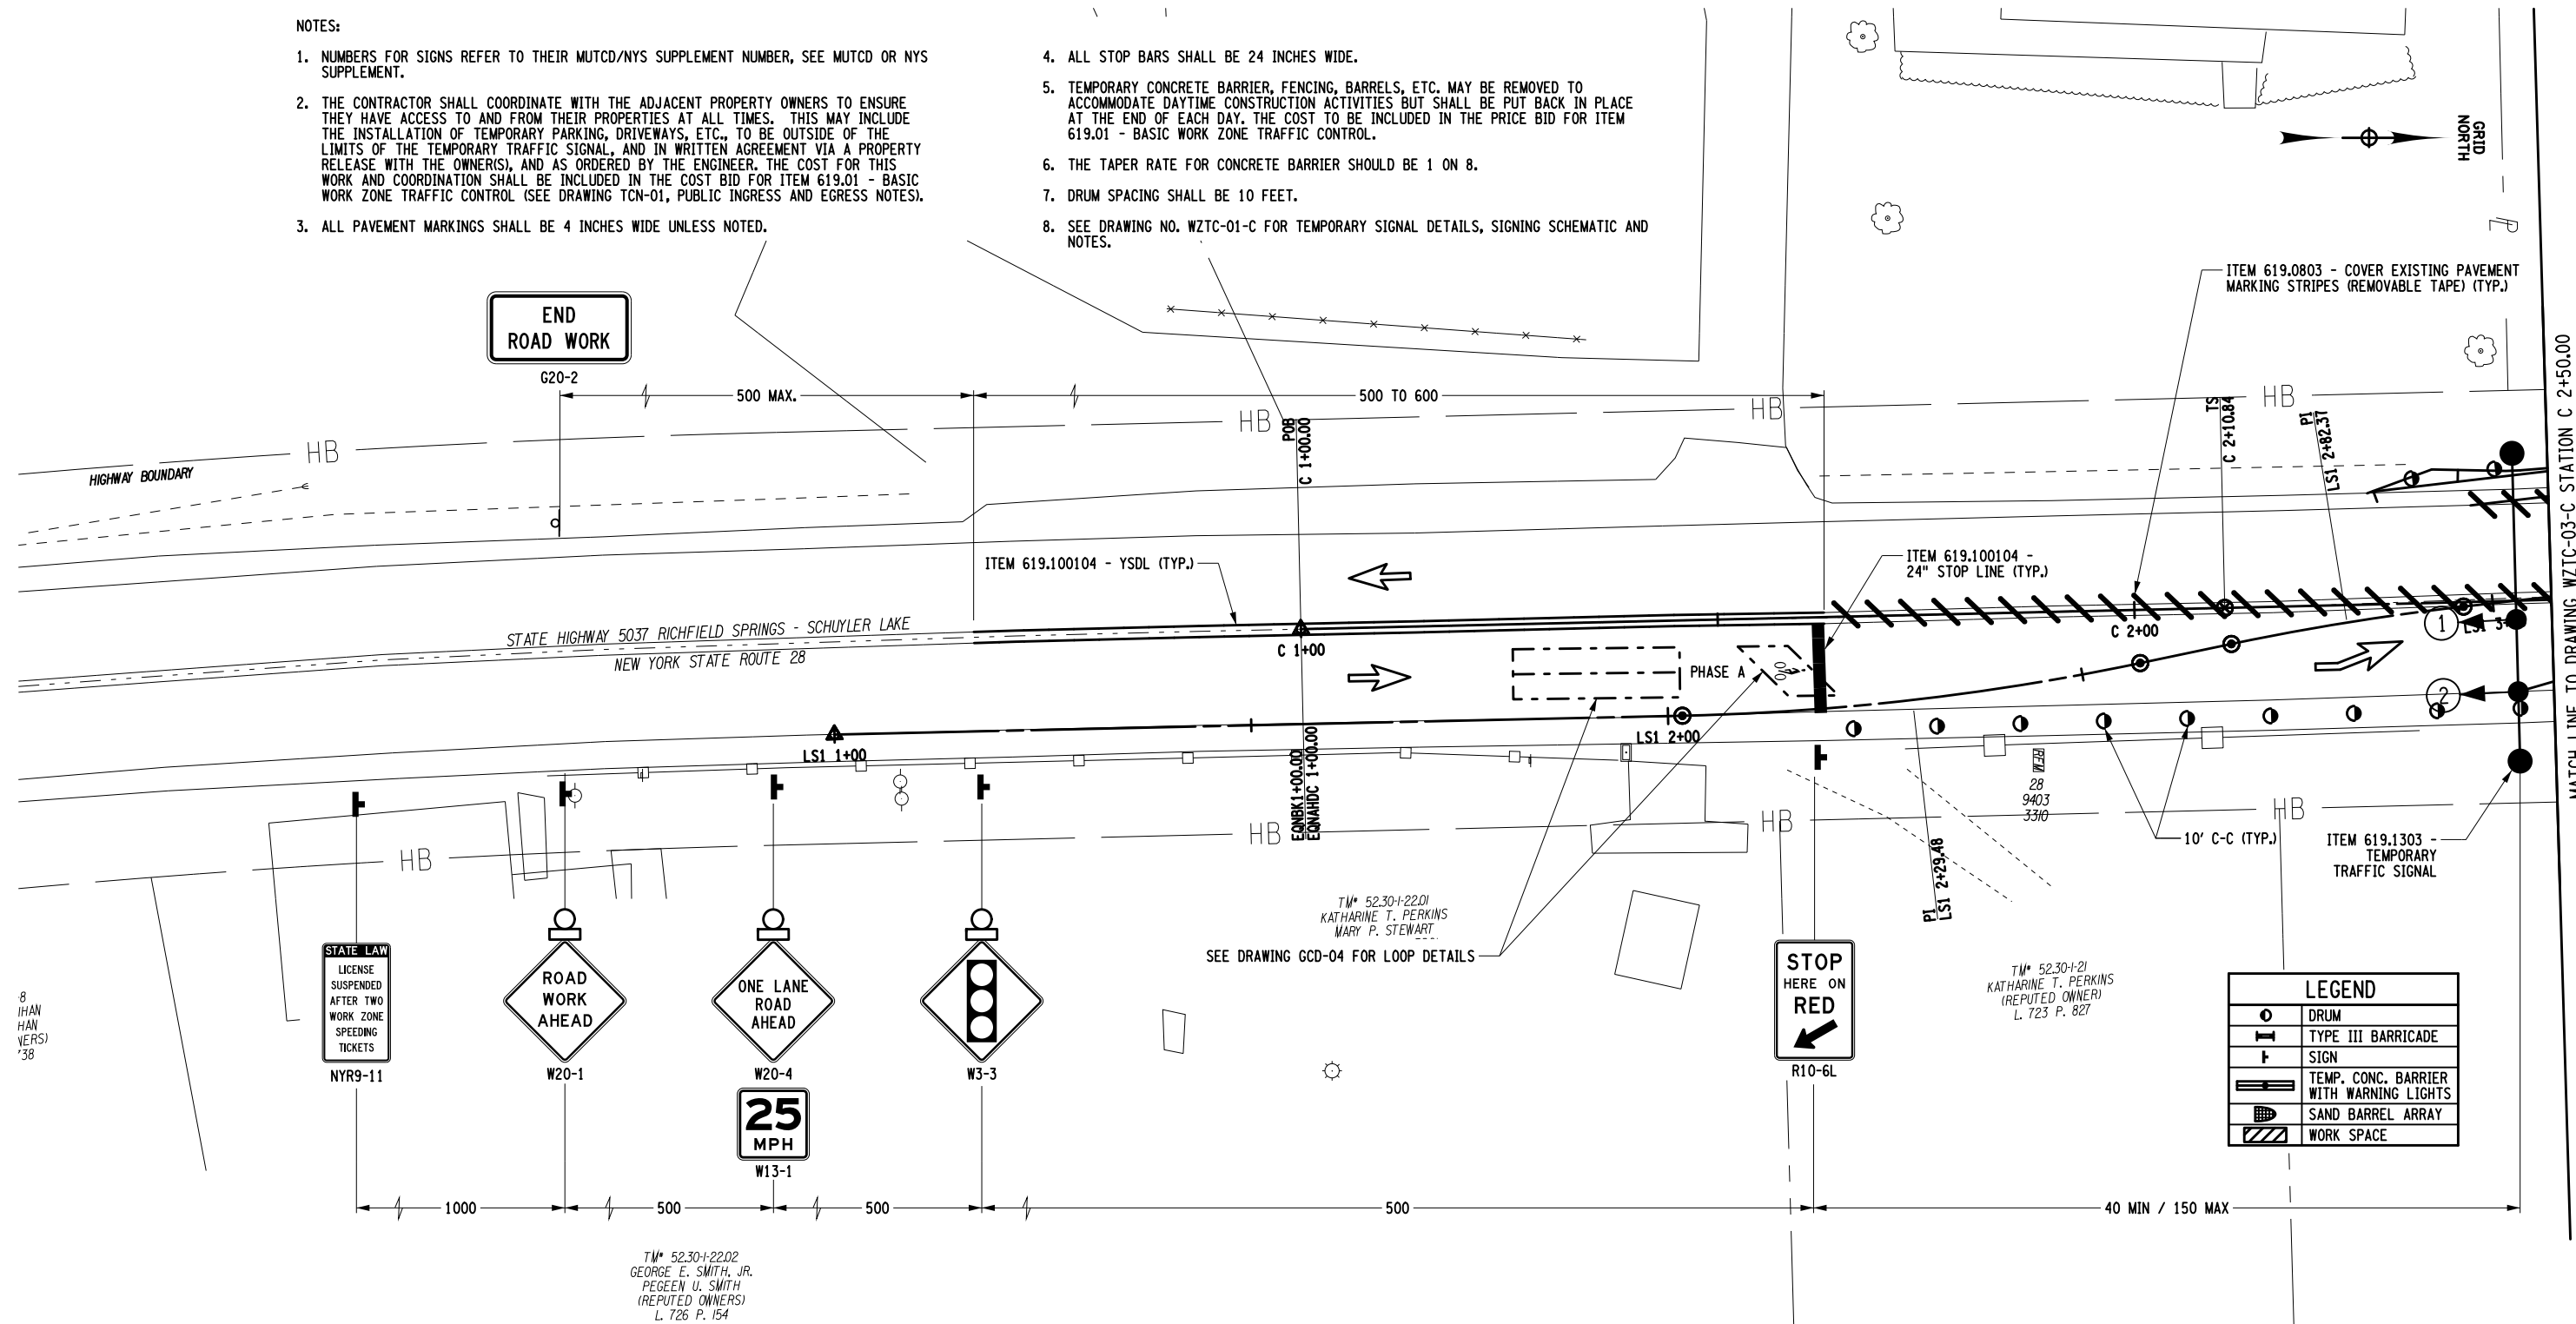 NOTES:
1. NUMBERS FOR SIGNS REFER TO THEIR MUTCD/NYS SUPPLEMENT NUMBER, SEE MUTCD OR NYS
SUPPLEMENT.
2. THE CONTRACTOR SHALL COORDINATE WITH THE ADJACENT PROPERTY OWNERS TO ENSURE
THEY HAVE ACCESS TO AND FROM THEIR PROPERTIES AT ALL TIMES. THIS MAY INCLUDE
THE INSTALLATION OF TEMPORARY PARKING, DRIVEWAYS, ETC., TO BE OUTSIDE OF THE
LIMITS OF THE TEMPORARY TRAFFIC SIGNAL, AND IN WRITTEN AGREEMENT VIA A PROPERTY
RELEASE WITH THE OWNER(S), AND AS ORDERED BY THE ENGINEER. THE COST FOR THIS
WORK AND COORDINATION SHALL BE INCLUDED IN THE COST BID FOR ITEM 619.01 - BASIC
WORK ZONE TRAFFIC CONTROL (SEE DRAWING TCN-01, PUBLIC INGRESS AND EGRESS NOTES).
3. ALL PAVEMENT MARKINGS SHALL BE 4 INCHES WIDE UNLESS NOTED.
4. ALL STOP BARS SHALL BE 24 INCHES WIDE.
5. TEMPORARY CONCRETE BARRIER, FENCING, BARRELS, ETC. MAY BE REMOVED TO
ACCOMMODATE DAYTIME CONSTRUCTION ACTIVITIES BUT SHALL BE PUT BACK IN PLACE
AT THE END OF EACH DAY. THE COST TO BE INCLUDED IN THE PRICE BID FOR ITEM
619.01 - BASIC WORK ZONE TRAFFIC CONTROL.
6. THE TAPER RATE FOR CONCRETE BARRIER SHOULD BE 1 ON 8.
7. DRUM SPACING SHALL BE 10 FEET.
8. SEE DRAWING NO. WZTC-01-C FOR TEMPORARY SIGNAL DETAILS, SIGNING SCHEMATIC AND
NOTES.
GRID
NORTH
PL
ITEM 619.0803 - COVER EXISTING PAVEMENT
MARKING STRIPES (REMOVABLE TAPE) (TYP.)
MATCH LINE TO DRAWING WZTC-03-C STATION C 2+50.00
END
ROAD WORK
G20-2
500 MAX.
500 TO 600
HB
HB
HB
HB
HIGHWAY BOUNDARY
POB
C 1+00.00
TS
C 2+10.84
PI
LS1 2+82.37
ITEM 619.100104 - YSDL (TYP.)
ITEM 619.100104 -
24" STOP LINE (TYP.)
STATE HIGHWAY 5037 RICHFIELD SPRINGS - SCHUYLER LAKE
NEW YORK STATE ROUTE 28
C 1+00
C 2+00
PHASE A
1
2
LS1 3+
LS1 1+00
LS1 2+00
EQNBK1+00.00
EQNAHDC 1+00.00
RFM
28
9403
3310
HB
HB
HB
HB
10' C-C (TYP.)
ITEM 619.1303 -
TEMPORARY
TRAFFIC SIGNAL
PI
LS1 2+29.48
TM# 52.30-1-22.01
KATHARINE T. PERKINS
MARY P. STEWART
SEE DRAWING GCD-04 FOR LOOP DETAILS
STATE LAW
LICENSE
SUSPENDED
AFTER TWO
WORK ZONE
SPEEDING
TICKETS
NYR9-11
ROAD
WORK
AHEAD
W20-1
ONE LANE
ROAD
AHEAD
W20-4
25
MPH
W13-1
W3-3
STOP
HERE ON
RED
R10-6L
TM# 52.30-1-21
KATHARINE T. PERKINS
(REPUTED OWNER)
L. 723 P. 827
LEGEND
DRUM
TYPE III BARRICADE
SIGN
TEMP. CONC. BARRIER
WITH WARNING LIGHTS
SAND BARREL ARRAY
WORK SPACE
1000
500
500
500
40 MIN / 150 MAX
TM# 52.30-1-22.02
GEORGE E. SMITH, JR.
PEGEEN U. SMITH
(REPUTED OWNERS)
L. 726 P. 154